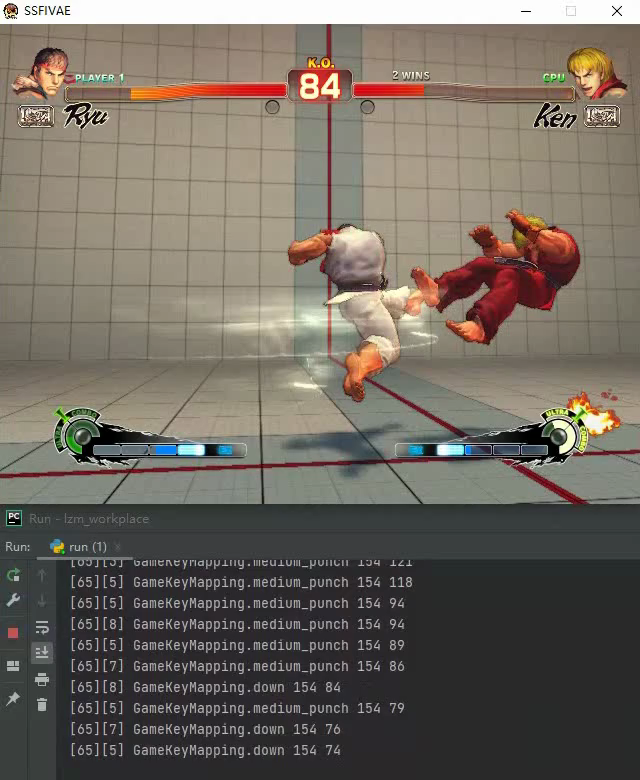 SSFIVAE
K.O.
PLAYER 1
84
2 WINS
CPU
Ryu
Ken
ULTRA
Run - lzm_workplace
Run:
run (1)
[65][5] GameKeyMapping.medium_punch 154 121
[65][5] GameKeyMapping.medium_punch 154 118
[65][5] GameKeyMapping.medium_punch 154 94
[65][8] GameKeyMapping.medium_punch 154 94
[65][5] GameKeyMapping.medium_punch 154 89
[65][7] GameKeyMapping.medium_punch 154 86
[65][8] GameKeyMapping.down 154 84
[65][5] GameKeyMapping.medium_punch 154 79
[65][7] GameKeyMapping.down 154 76
[65][5] GameKeyMapping.down 154 74